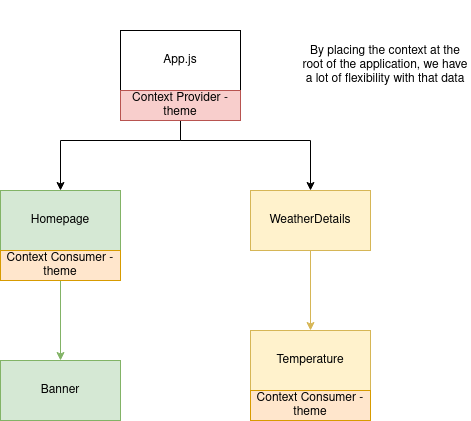 App.js
By placing the context at the
root of the application, we have
a lot of flexibility with that data
Context Provider -
theme
Homepage
WeatherDetails
Context Consumer -
theme
Temperature
Banner
Context Consumer -
theme